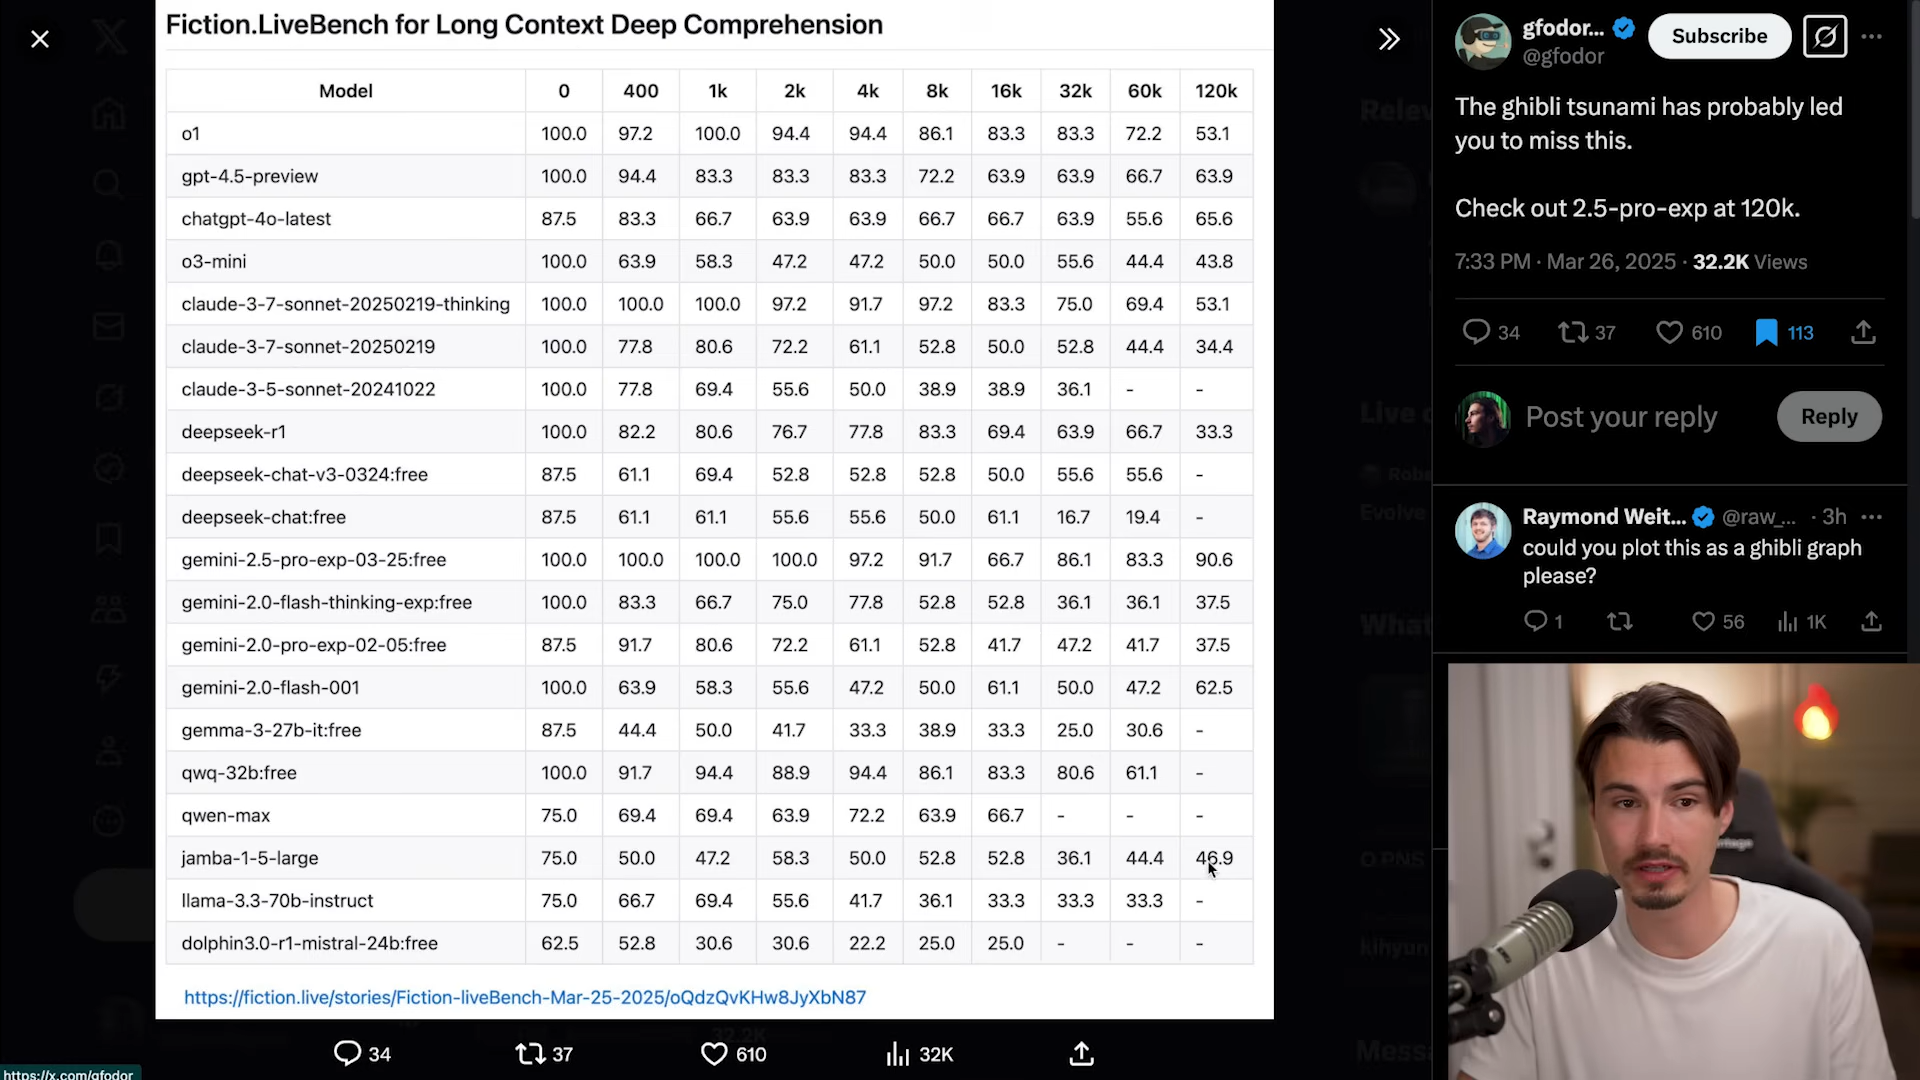 Fiction.LiveBench for Long Context Deep Comprehension
Model 0 400 1k 2k 4k 8k 16k 32k 60k 120k
o1 100.0 97.2 100.0 94.4 94.4 86.1 83.3 83.3 72.2 53.1
gpt-4.5-preview 100.0 94.4 83.3 83.3 83.3 72.2 63.9 63.9 66.7 63.9
chatgpt-4o-latest 87.5 83.3 66.7 63.9 63.9 66.7 66.7 63.9 55.6 65.6
o3-mini 100.0 63.9 58.3 47.2 47.2 50.0 50.0 55.6 44.4 43.8
claude-3-7-sonnet-20250219-thinking 100.0 100.0 100.0 97.2 91.7 97.2 83.3 75.0 69.4 53.1
claude-3-7-sonnet-20250219 100.0 77.8 80.6 72.2 61.1 52.8 50.0 52.8 44.4 34.4
claude-3-5-sonnet-20241022 100.0 77.8 69.4 55.6 50.0 38.9 38.9 36.1 - -
deepseek-r1 100.0 82.2 80.6 76.7 77.8 83.3 69.4 63.9 66.7 33.3
deepseek-chat-v3-0324:free 87.5 61.1 69.4 52.8 52.8 52.8 50.0 55.6 55.6 -
deepseek-chat:free 87.5 61.1 61.1 55.6 55.6 50.0 61.1 16.7 19.4 -
gemini-2.5-pro-exp-03-25:free 100.0 100.0 100.0 100.0 97.2 91.7 66.7 86.1 83.3 90.6
gemini-2.0-flash-thinking-exp:free 100.0 83.3 66.7 75.0 77.8 52.8 52.8 36.1 36.1 37.5
gemini-2.0-pro-exp-02-05:free 87.5 91.7 80.6 72.2 61.1 52.8 41.7 47.2 41.7 37.5
gemini-2.0-flash-001 100.0 63.9 58.3 55.6 47.2 50.0 61.1 50.0 47.2 62.5
gemma-3-27b-it:free 87.5 44.4 50.0 41.7 33.3 38.9 33.3 25.0 30.6 -
qwq-32b:free 100.0 91.7 94.4 88.9 94.4 86.1 83.3 80.6 61.1 -
qwen-max 75.0 69.4 69.4 63.9 72.2 63.9 66.7 - - -
jamba-1-5-large 75.0 50.0 47.2 58.3 50.0 52.8 52.8 36.1 44.4 46.9
llama-3.3-70b-instruct 75.0 66.7 69.4 55.6 41.7 36.1 33.3 33.3 33.3 -
dolphin3.0-r1-mistral-24b:free 62.5 52.8 30.6 30.6 22.2 25.0 25.0 - - -
https://fiction.live/stories/Fiction-liveBench-Mar-25-2025/oQdzQvKHw8JyXbN87
34 37 610 32K
https://x.com/gfodor
gfodor...
Subscribe
@gfodor
The ghibli tsunami has probably led
you to miss this.
Check out 2.5-pro-exp at 120k.
7:33 PM · Mar 26, 2025 · 32.2K Views
34 37 610 113
Post your reply
Reply
Raymond Weit... @raw_... · 3h
could you plot this as a ghibli graph
please?
1 56 1K